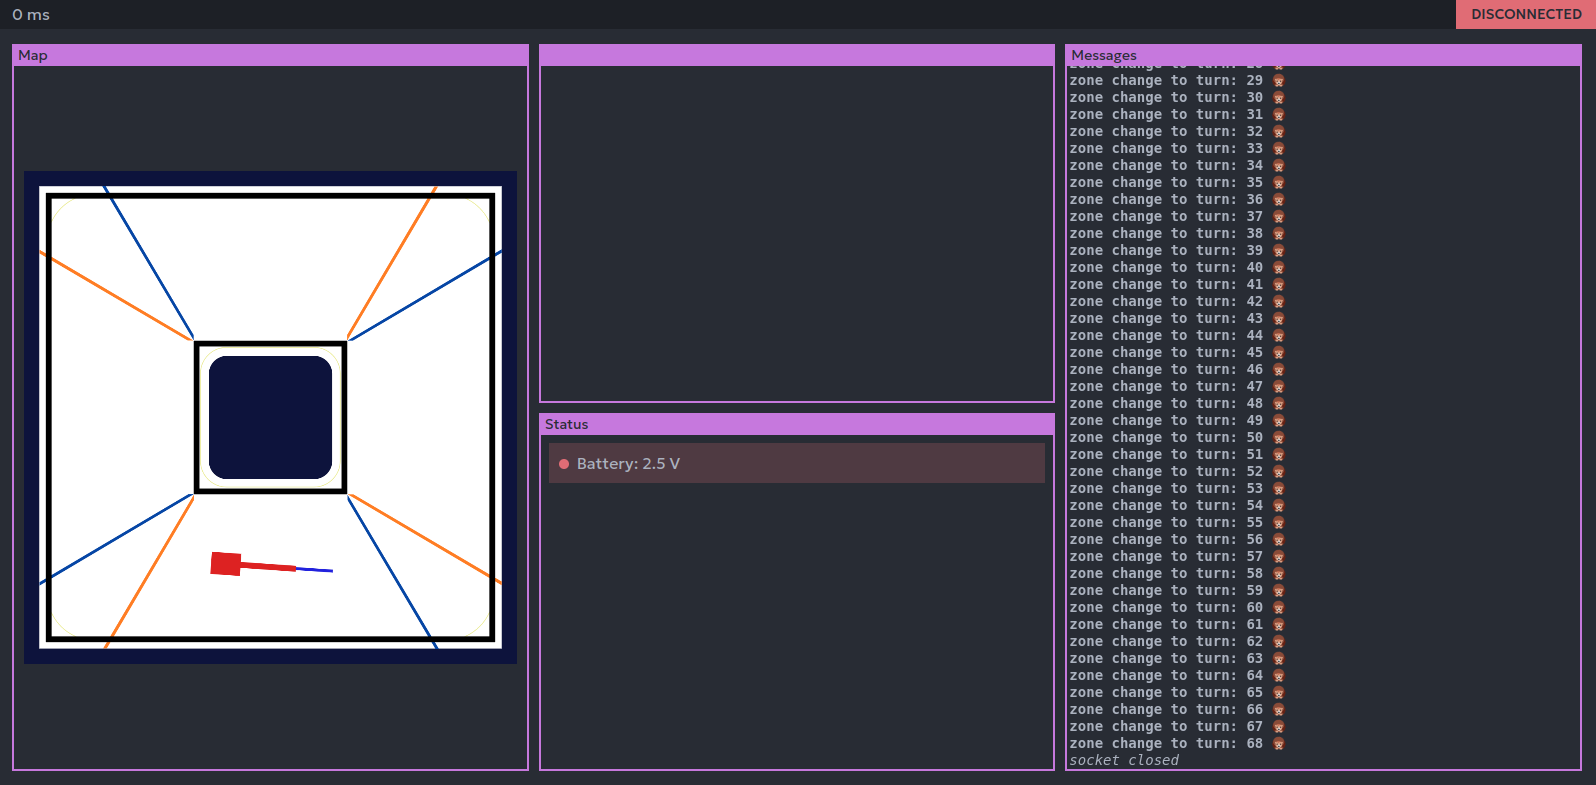 0 ms
DISCONNECTED
Map
Status
Battery: 2.5 V
Messages
zone change to turn: 29
zone change to turn: 30
zone change to turn: 31
zone change to turn: 32
zone change to turn: 33
zone change to turn: 34
zone change to turn: 35
zone change to turn: 36
zone change to turn: 37
zone change to turn: 38
zone change to turn: 39
zone change to turn: 40
zone change to turn: 41
zone change to turn: 42
zone change to turn: 43
zone change to turn: 44
zone change to turn: 45
zone change to turn: 46
zone change to turn: 47
zone change to turn: 48
zone change to turn: 49
zone change to turn: 50
zone change to turn: 51
zone change to turn: 52
zone change to turn: 53
zone change to turn: 54
zone change to turn: 55
zone change to turn: 56
zone change to turn: 57
zone change to turn: 58
zone change to turn: 59
zone change to turn: 60
zone change to turn: 61
zone change to turn: 62
zone change to turn: 63
zone change to turn: 64
zone change to turn: 65
zone change to turn: 66
zone change to turn: 67
zone change to turn: 68
socket closed